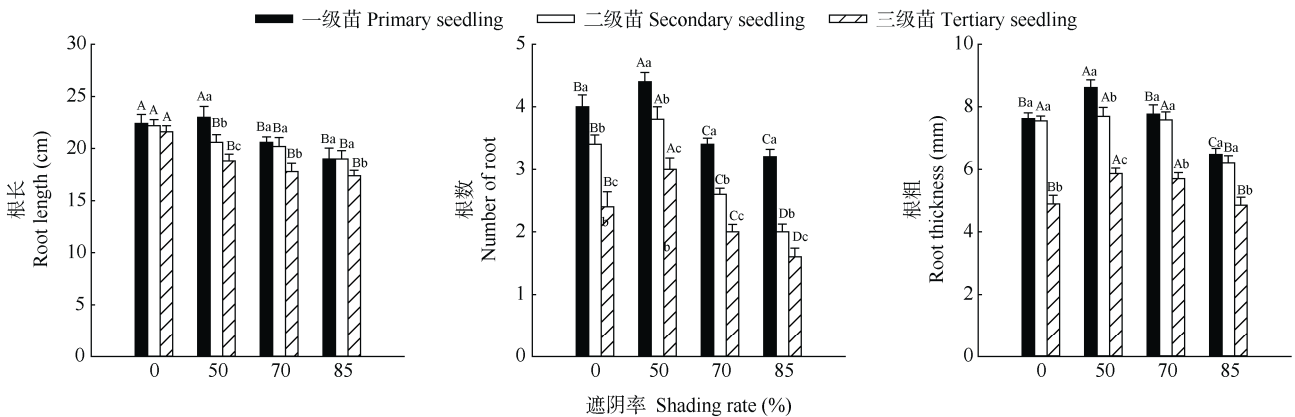 一级苗 Primary seedling 二级苗 Secondary seedling 三级苗 Tertiary seedling
根长
Root length (cm)
30
25
20
15
10
5
0
A A A
Aa Bb Bc
Ba Ba Bb
Ba Ba Bb
0 50 70 85
根数
Number of root
5
4
3
2
1
0
Ba Bb Bc
b
Aa Ab Ac
b
Ca Cb Cc
Ca Db Dc
0 50 70 85
根粗
Root thickness (mm)
10
8
6
4
2
0
Ba Aa Bb
Aa Ab Ac
Ba Aa Ab
Ca Ba Bb
0 50 70 85
遮阴率 Shading rate (%)